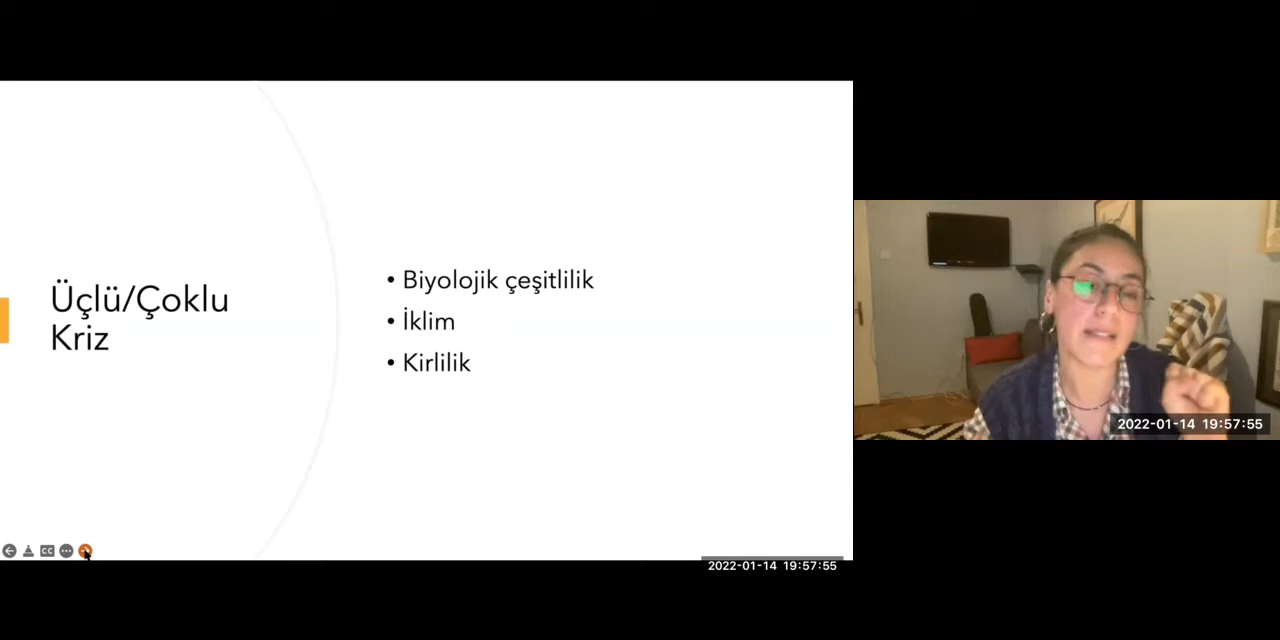 Üçlü/Çoklu
Kriz
• Biyolojik çeşitlilik
• İklim
• Kirlilik
CC
2022-01-14 19:57:55
2022-01-14 19:57:55